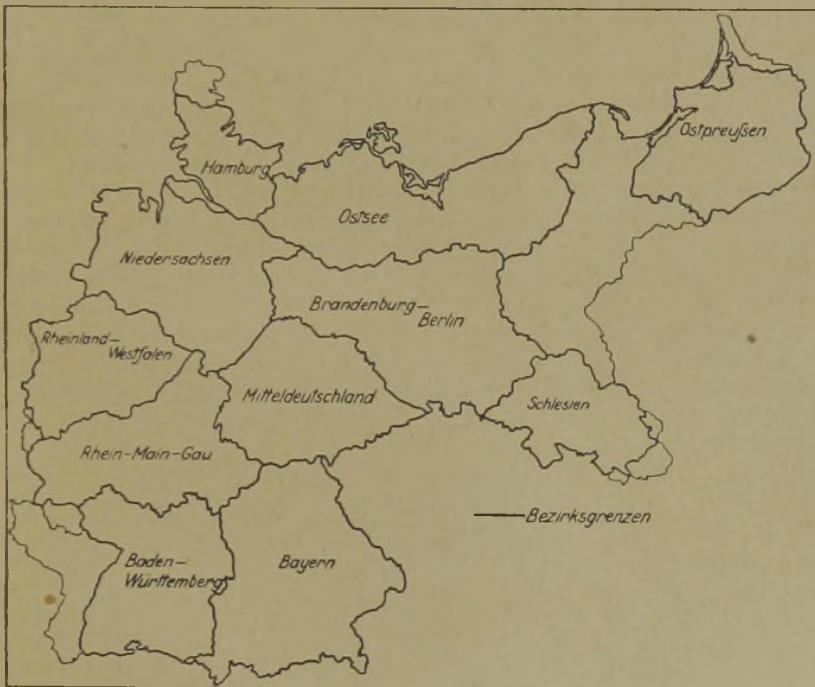 Ostpreußen
Hamburg
Ostsee
Niedersachsen
Brandenburg-
Berlin
Rheinland-
Westfalen
Mitteldeutschland
Schlesien
Rhein-Main-Gau
Bezirksgrenzen
Baden-
Württemberg
Bayern